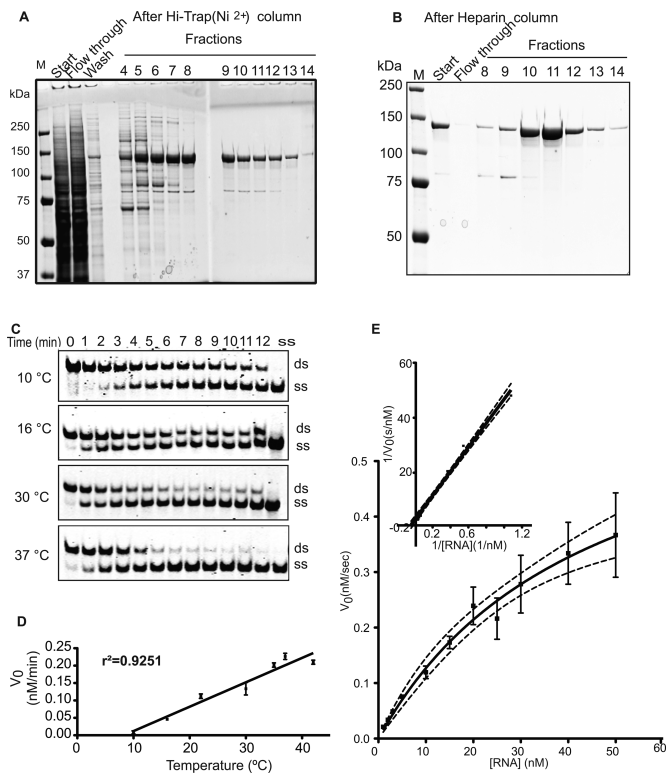 A
After Hi-Trap(Ni 2+) column
Fractions
M Start Flow through Wash 4 5 6 7 8 9 10 11 12 13 14
kDa
250
150
100
75
50
37
B
After Heparin column
Fractions
kDa M Start Flow through 8 9 10 11 12 13 14
250
150
100
75
50
C
Time (min) 0 1 2 3 4 5 6 7 8 9 10 11 12 ss
10 °C ds
ss
16 °C ds
ss
30 °C ds
ss
37 °C ds
ss
D
r²=0.9251
V0
(nM/min)
0.25
0.20
0.15
0.10
0.05
0.00
0 10 20 30 40
Temperature (ºC)
E
60
40
20
1/V0(s/nM)
-0.2 0.2 0.6 1.2
1/[RNA](1/nM)
0.5
0.4
0.3
0.2
0.1
0.0
V0(nM/sec)
10 20 30 40 50 60
[RNA] (nM)